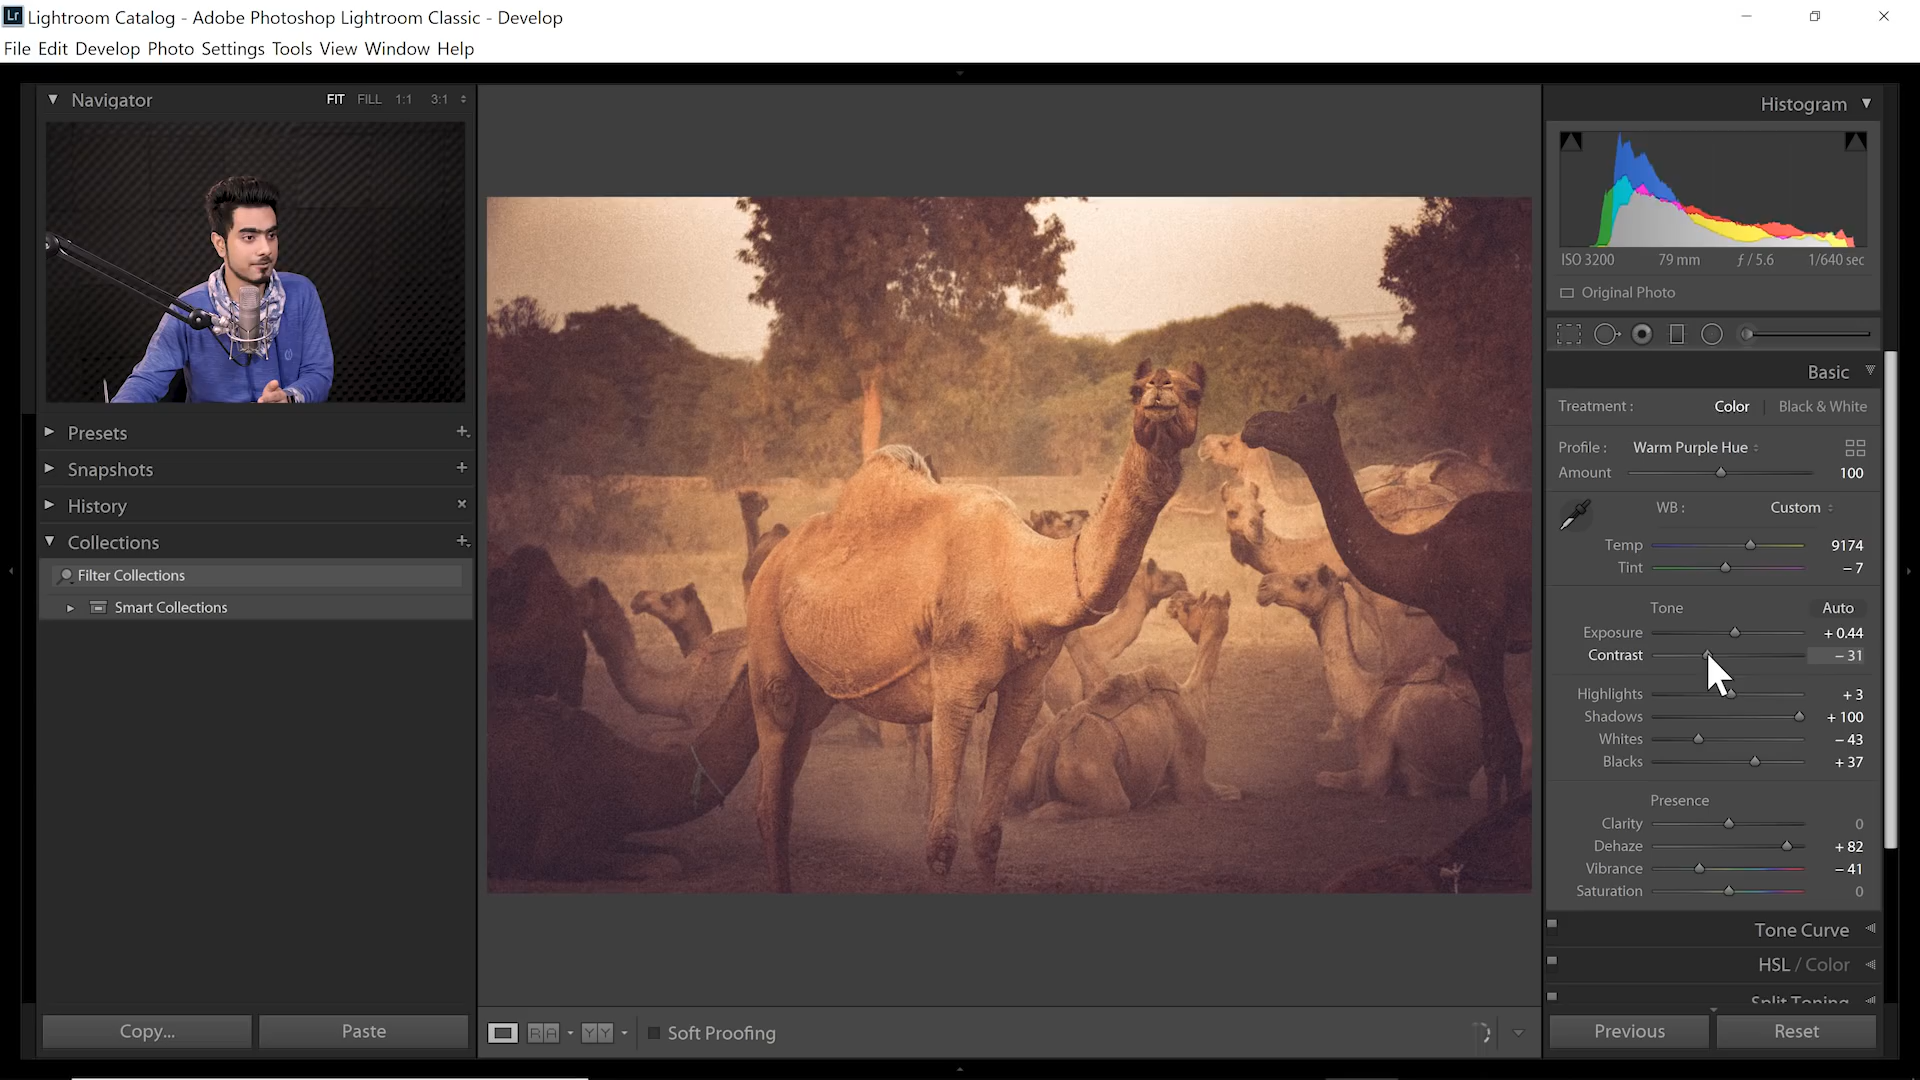 Lr Lightroom Catalog - Adobe Photoshop Lightroom Classic - Develop
File Edit Develop Photo Settings Tools View Window Help
Navigator FIT FILL 1:1 3:1
Presets
Snapshots
History
Collections
Filter Collections
Smart Collections
Copy... Paste
R A Y Y Soft Proofing
Histogram
ISO 3200 79 mm ƒ / 5.6 1/640 sec
Original Photo
Basic
Treatment : Color Black & White
Profile : Warm Purple Hue
Amount 100
WB : Custom
Temp 9174
Tint – 7
Tone Auto
Exposure + 0.44
Contrast – 31
Highlights + 3
Shadows + 100
Whites – 43
Blacks + 37
Presence
Clarity 0
Dehaze + 82
Vibrance – 41
Saturation 0
Tone Curve
HSL / Color
Split Toning
Previous Reset